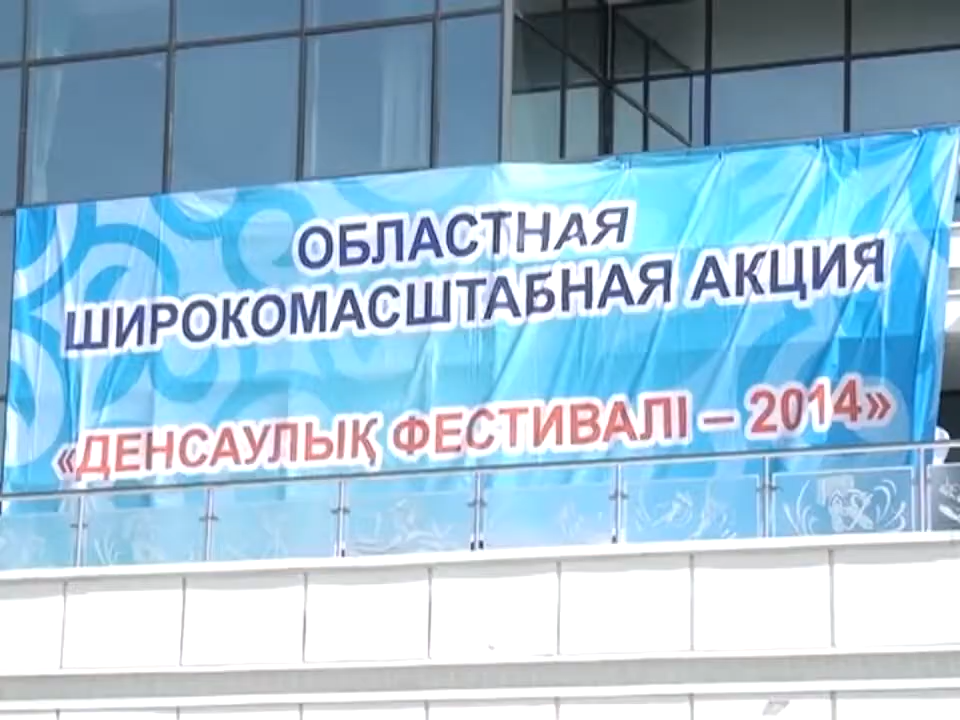 ОБЛАСТНАЯ
ШИРОКОМАСШТАБНАЯ АКЦИЯ
«ДЕНСАУЛЫҚ ФЕСТИВАЛІ – 2014»